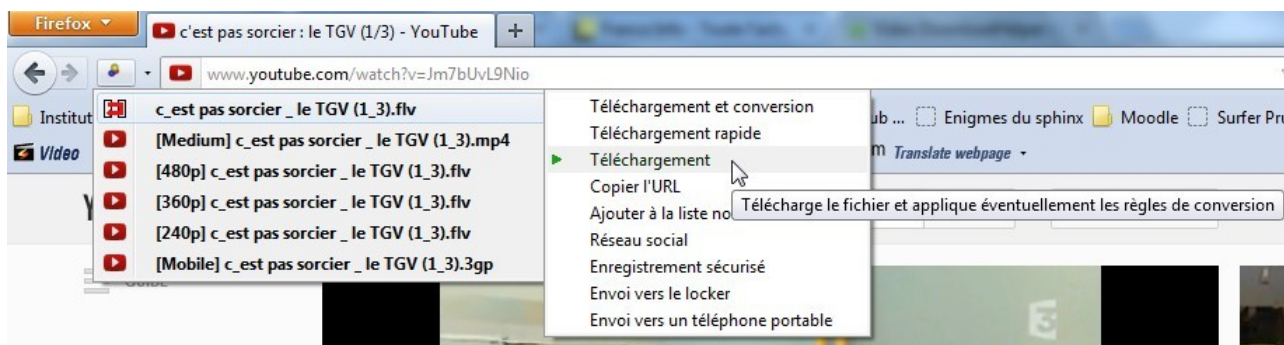 Firefox
c'est pas sorcier : le TGV (1/3) - YouTube
www.youtube.com/watch?v=Jm7bUvL9Nio
Institut
Video
c_est pas sorcier _ le TGV (1_3).flv
[Medium] c_est pas sorcier _ le TGV (1_3).mp4
[480p] c_est pas sorcier _ le TGV (1_3).flv
[360p] c_est pas sorcier _ le TGV (1_3).flv
[240p] c_est pas sorcier _ le TGV (1_3).flv
[Mobile] c_est pas sorcier _ le TGV (1_3).3gp
Téléchargement et conversion
Téléchargement rapide
Téléchargement
Copier l'URL
Ajouter à la liste no
Réseau social
Enregistrement sécurisé
Envoi vers le locker
Envoi vers un téléphone portable
Télécharge le fichier et applique éventuellement les règles de conversion
ub ... Enigmes du sphinx Moodle Surfer Pru
m Translate webpage
GUIDE
3